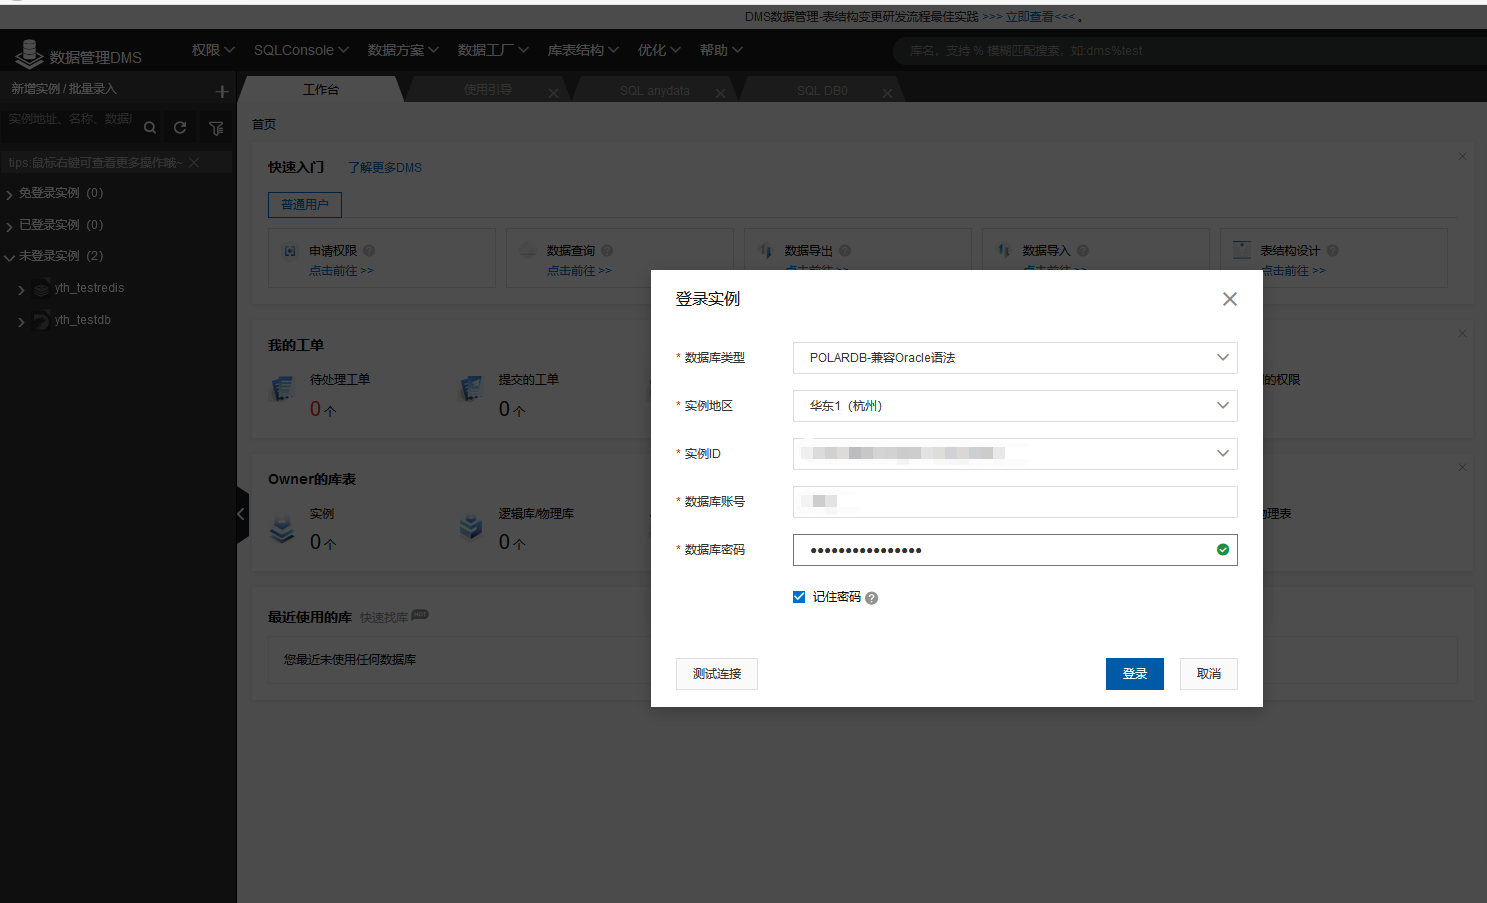 DMS数据管理-表结构变更研发流程最佳实践 >>> 立即查看<<< 。
数据管理DMS
权限
SQLConsole
数据方案
数据工厂
库表结构
优化
帮助
库名，支持 % 模糊匹配搜索，如:dms%test
新增实例 / 批量录入
工作台
使用引导
SQL anydata
SQL DB0
实例地址、名称、数据
tips:鼠标右键可查看更多操作哦~
免登录实例 (0)
已登录实例 (0)
未登录实例 (2)
yth_testredis
yth_testdb
首页
快速入门
了解更多DMS
普通用户
申请权限
点击前往 >>
数据查询
点击前往 >>
数据导出
点击前往 >>
数据导入
点击前往 >>
表结构设计
点击前往 >>
我的工单
待处理工单
0 个
提交的工单
0 个
的权限
Owner的库表
实例
0 个
逻辑库/物理库
0 个
物理表
最近使用的库
快速找库
您最近未使用任何数据库
登录实例
* 数据库类型
POLARDB-兼容Oracle语法
* 实例地区
华东1（杭州）
* 实例ID
* 数据库账号
* 数据库密码
记住密码
测试连接
登录
取消